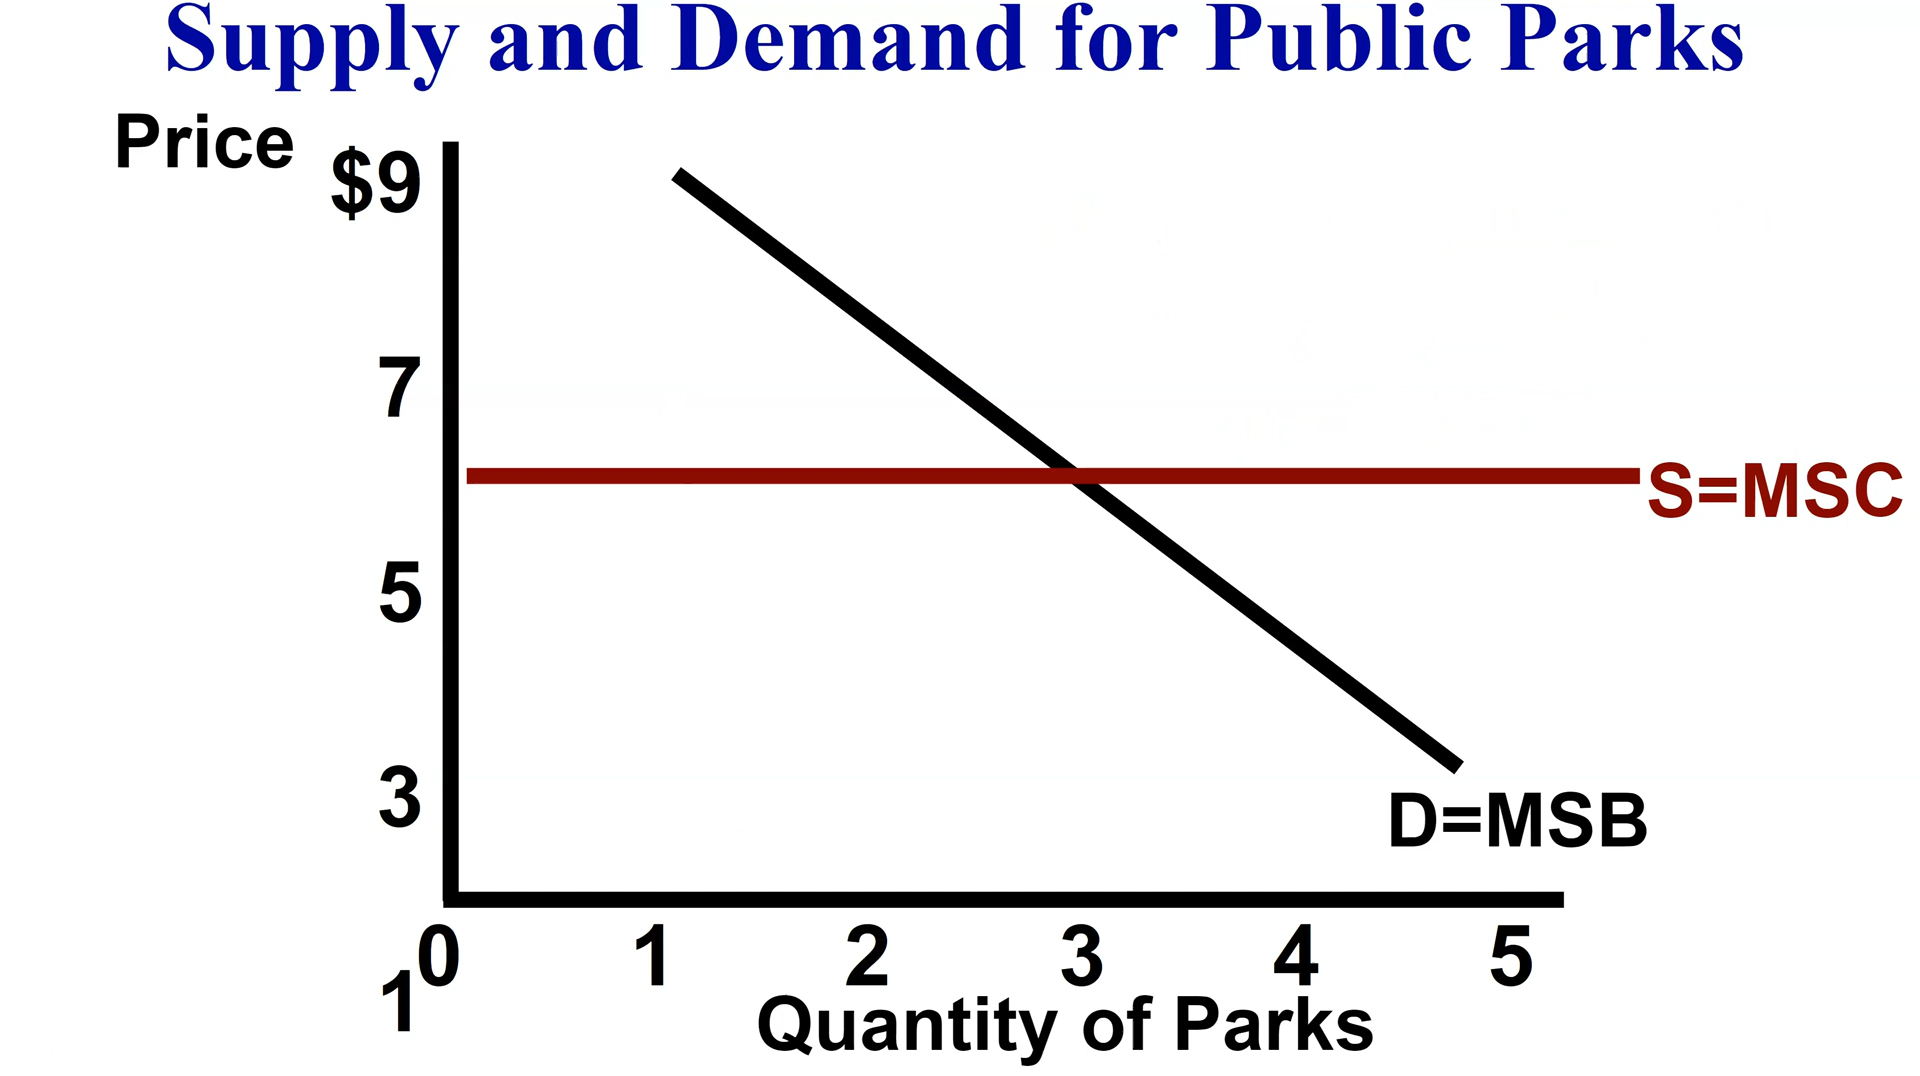 Supply and Demand for Public Parks
Price
$9
7
S=MSC
5
3
D=MSB
0 1 2 3 4 5
1
Quantity of Parks